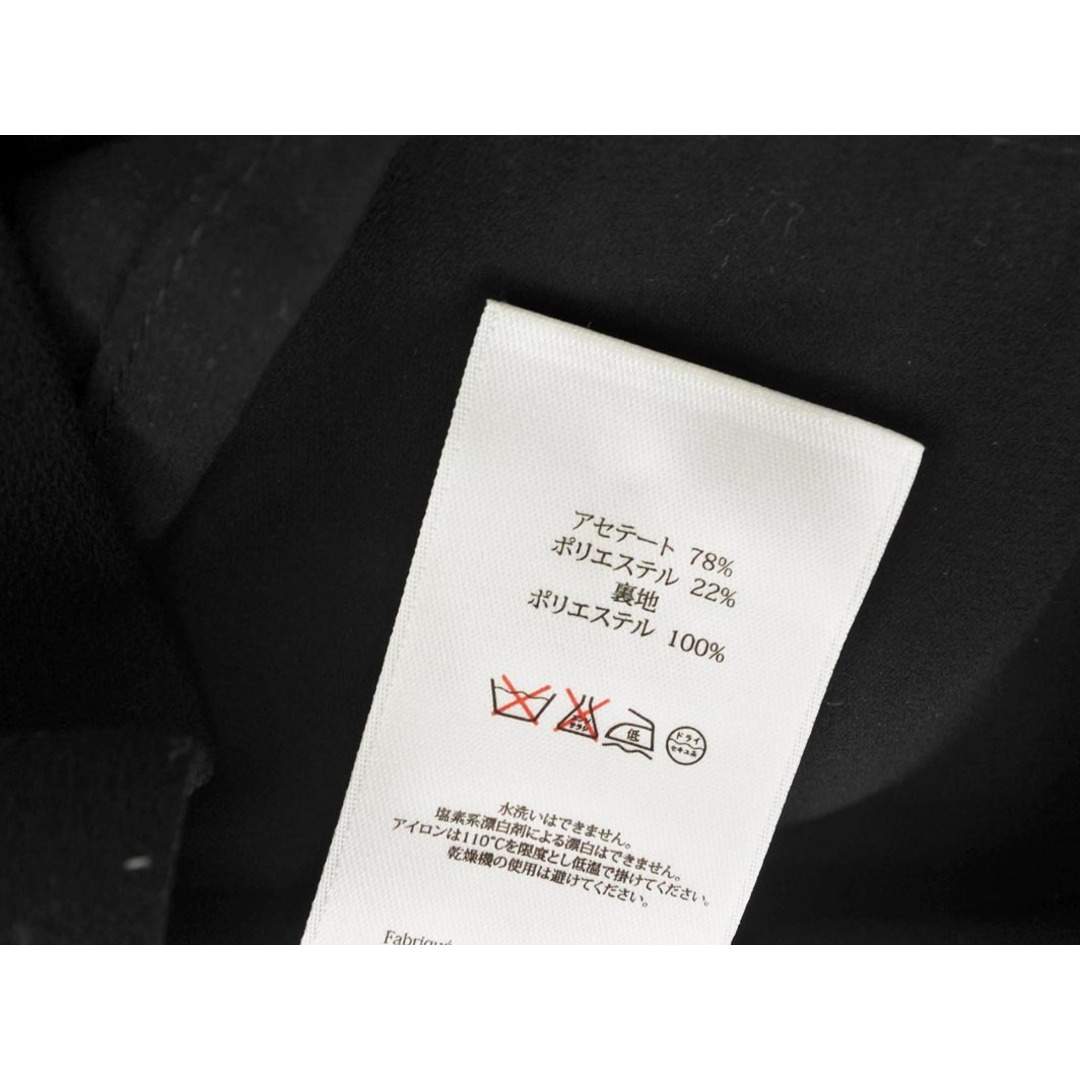 アセテート 78%
ポリエステル 22%
裏地
ポリエステル 100%
低
ドライ
セキュ系
水洗いはできません。
塩素系漂白剤による漂白はできません。
アイロンは110℃を限度とし低温で掛けてください。
乾燥機の使用は避けてください。
Fabriqué